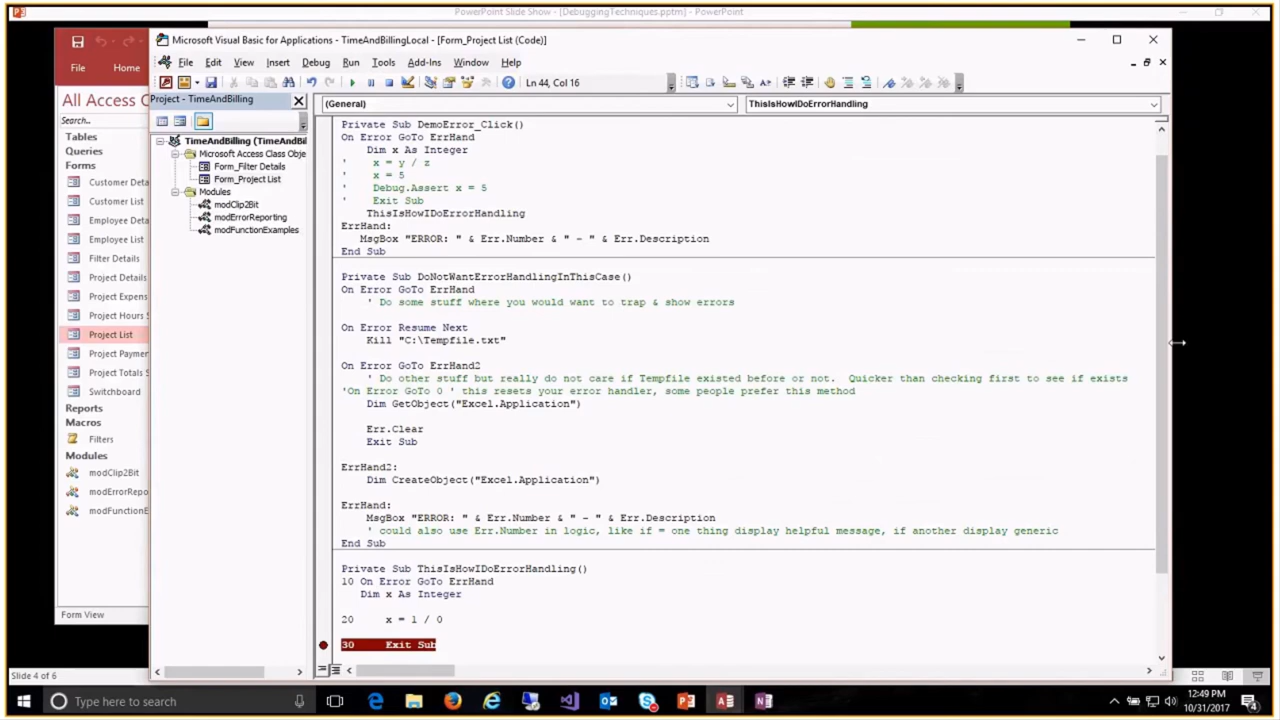 PowerPoint Slide Show - [DebuggingTechniques.pptm] - PowerPoint
Microsoft Visual Basic for Applications - TimeAndBillingLocal - [Form_Project List (Code)]
File Edit View Insert Debug Run Tools Add-Ins Window Help
Ln 44, Col 16
File Home
All Access
Search..
Tables
Queries
Forms
Customer Deta
Customer List
Employee Deta
Employee List
Filter Details
Project Details
Project Expens
Project Hours
Project List
Project Payme
Project Totals
Switchboard
Reports
Macros
Filters
Modules
modClip2Bit
modErrorRepo
modFunctionE
Form View
Project - TimeAndBilling
TimeAndBilling (TimeAndBil
Microsoft Access Class Obje
Form_Filter Details
Form_Project List
Modules
modClip2Bit
modErrorReporting
modFunctionExamples
(General)
ThisIsHowIDoErrorHandling
Private Sub DemoError_Click()
On Error GoTo ErrHand
Dim x As Integer
' x = y / z
' x = 5
' Debug.Assert x = 5
' Exit Sub
ThisIsHowIDoErrorHandling
ErrHand:
MsgBox "ERROR: " & Err.Number & " - " & Err.Description
End Sub
Private Sub DoNotWantErrorHandlingInThisCase()
On Error GoTo ErrHand
' Do some stuff where you would want to trap & show errors
On Error Resume Next
Kill "C:\Tempfile.txt"
On Error GoTo ErrHand2
' Do other stuff but really do not care if Tempfile existed before or not. Quicker than checking first to see if exists
'On Error GoTo 0 ' this resets your error handler, some people prefer this method
Dim GetObject("Excel.Application")
Err.Clear
Exit Sub
ErrHand2:
Dim CreateObject("Excel.Application")
ErrHand:
MsgBox "ERROR: " & Err.Number & " - " & Err.Description
' could also use Err.Number in logic, like if = one thing display helpful message, if another display generic
End Sub
Private Sub ThisIsHowIDoErrorHandling()
10 On Error GoTo ErrHand
Dim x As Integer
20 x = 1 / 0
30 Exit Sub
Slide 4 of 6
Type here to search
12:49 PM
10/31/2017
4